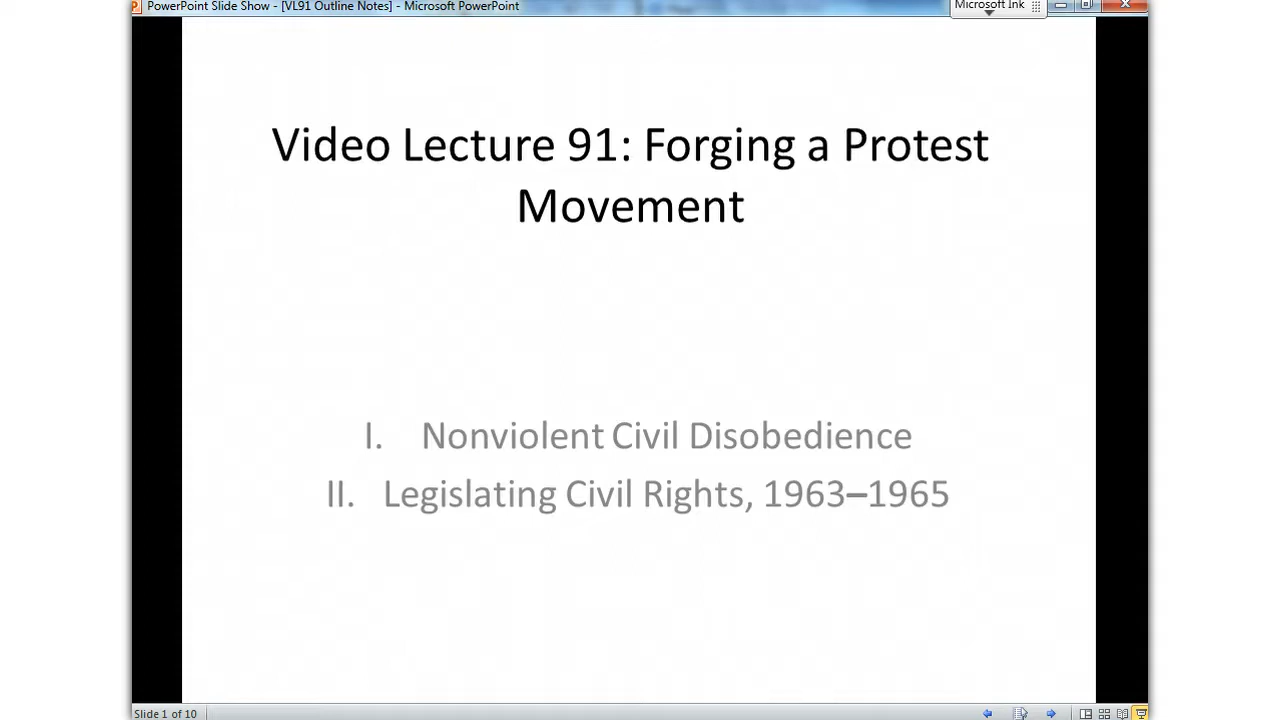 PowerPoint Slide Show - [VL91 Outline Notes] - Microsoft PowerPoint
Microsoft Ink
Video Lecture 91: Forging a Protest
Movement
I. Nonviolent Civil Disobedience
II. Legislating Civil Rights, 1963–1965
Slide 1 of 10